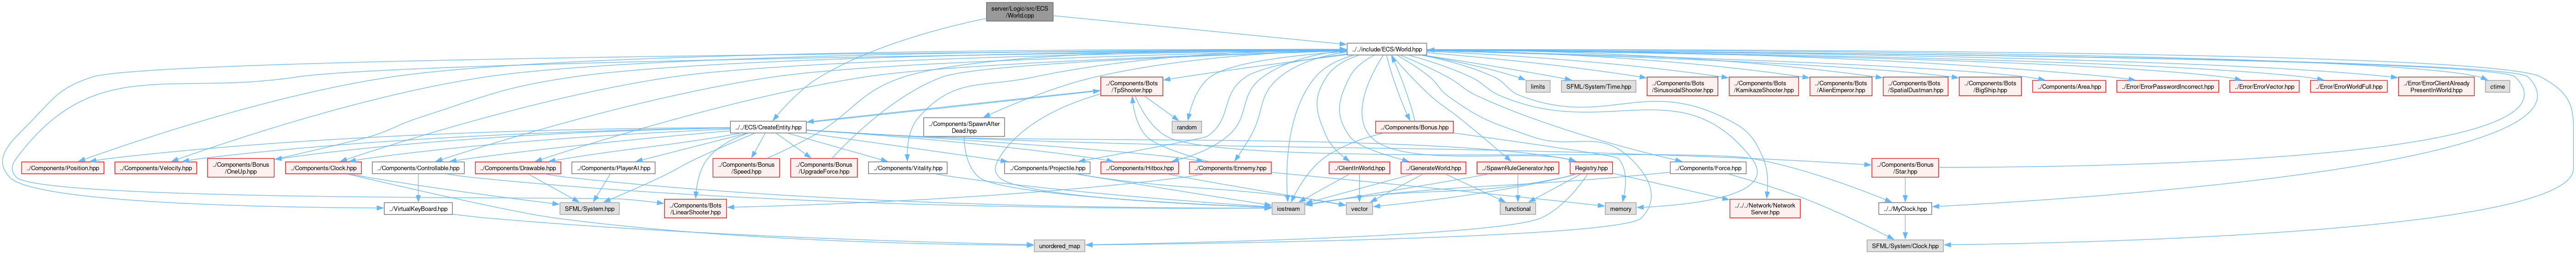 server/Logic/src/ECS
/World.cpp
../../include/ECS/World.hpp
../Components/Bots
/TpShooter.hpp
limits
SFML/System/Time.hpp
../Components/Bots
/SinusoidalShooter.hpp
../Components/Bots
/KamikazeShooter.hpp
../Components/Bots
/AlienEmperor.hpp
../Components/Bots
/SpatialDustman.hpp
../Components/Bots
/BigShip.hpp
../Components/Area.hpp
../Error/ErrorPasswordIncorrect.hpp
../Error/ErrorVector.hpp
../Error/ErrorWorldFull.hpp
../Error/ErrorClientAlready
PresentInWorld.hpp
ctime
../../ECS/CreateEntity.hpp
../Components/SpawnAfter
Dead.hpp
random
../Components/Bonus.hpp
../Components/Position.hpp
../Components/Velocity.hpp
../Components/Bonus
/OneUp.hpp
../Components/Clock.hpp
../Components/Controllable.hpp
../Components/Drawable.hpp
../Components/PlayerAI.hpp
../Components/Bonus
/Speed.hpp
../Components/Bonus
/UpgradeForce.hpp
../Components/Vitality.hpp
../Components/Projectile.hpp
../Components/Hitbox.hpp
../Components/Ennemy.hpp
../ClientInWorld.hpp
../GenerateWorld.hpp
../SpawnRuleGenerator.hpp
Registry.hpp
../Components/Force.hpp
../Components/Bonus
/Star.hpp
../VirtualKeyBoard.hpp
SFML/System.hpp
../Components/Bots
/LinearShooter.hpp
iostream
vector
functional
memory
../../../Network/Network
Server.hpp
../../MyClock.hpp
unordered_map
SFML/System/Clock.hpp